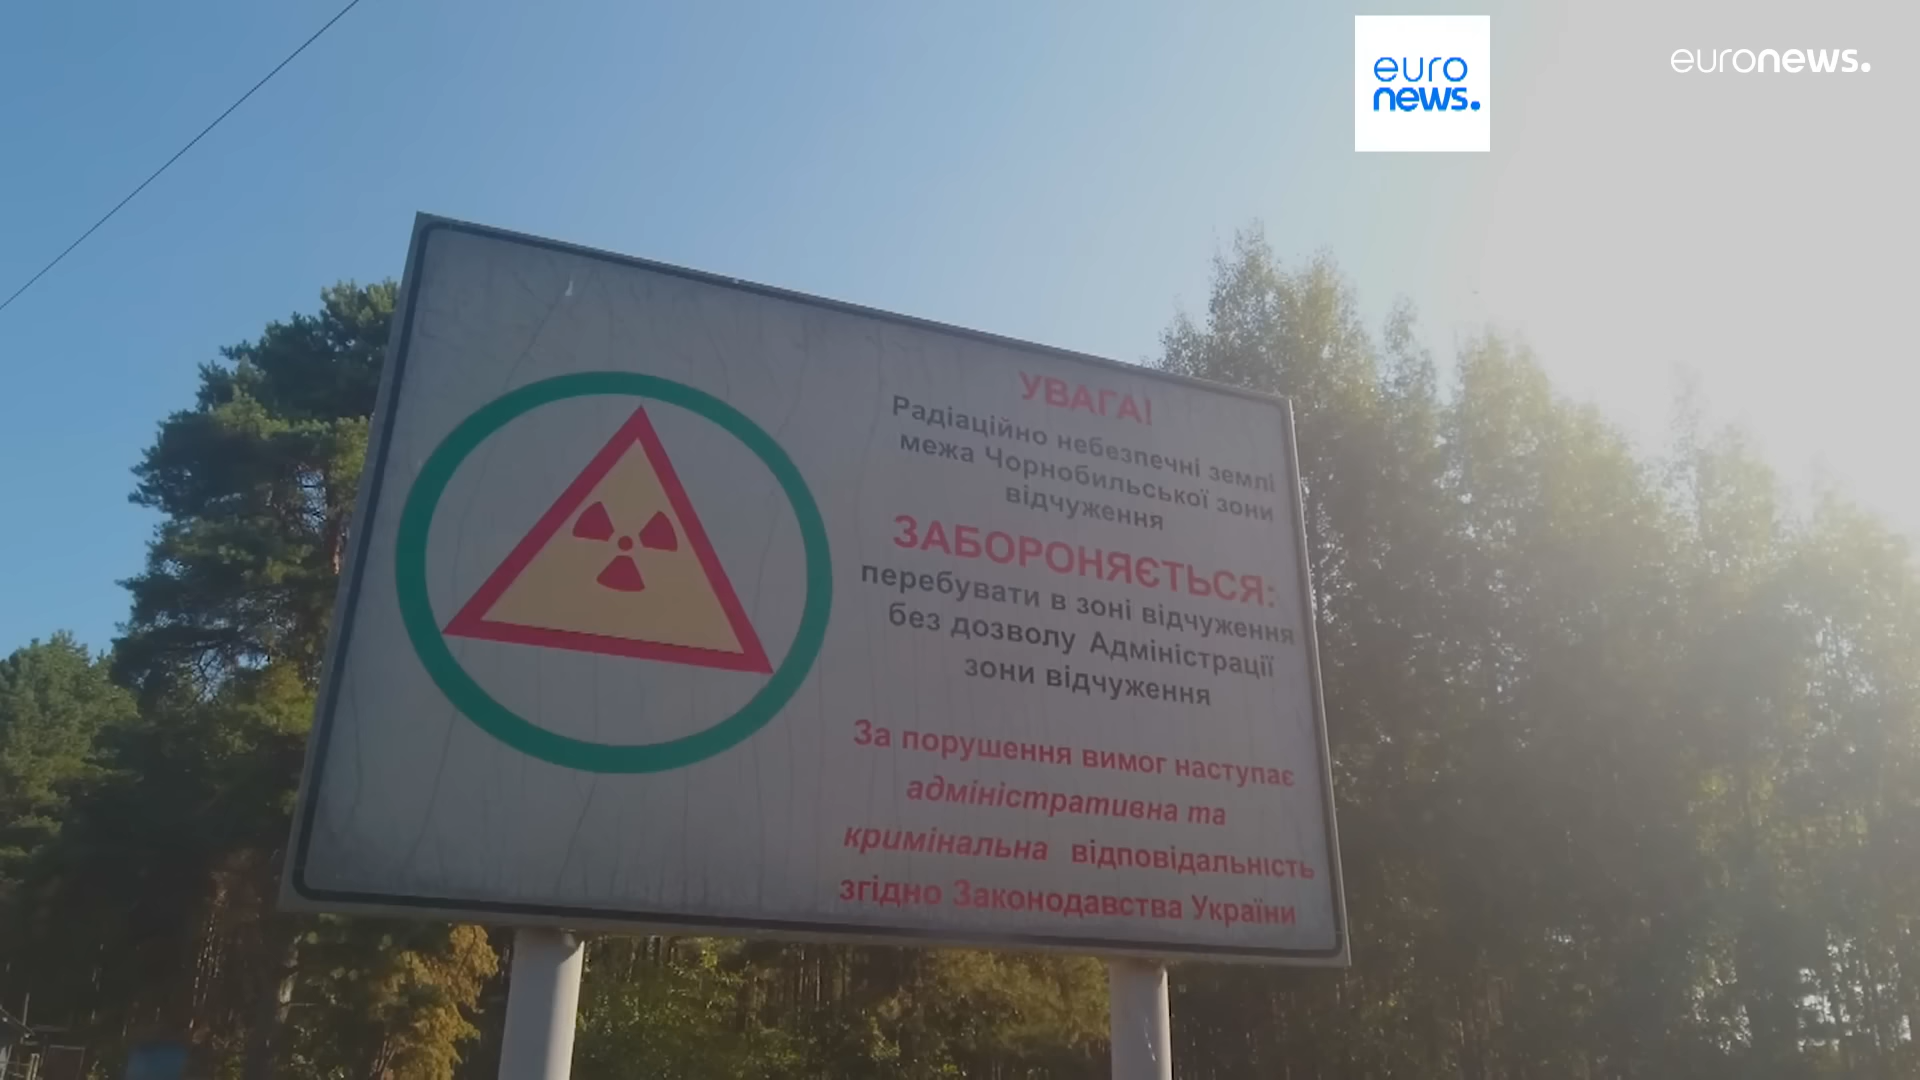 euro
news.
euronews.
УВАГА!
Радіаційно небезпечні землі
межа Чорнобильської зони
відчуження
ЗАБОРОНЯЄТЬСЯ:
перебувати в зоні відчуження
без дозволу Адміністрації
зони відчуження
За порушення вимог наступає
адміністративна та
кримінальна відповідальність
згідно Законодавства України